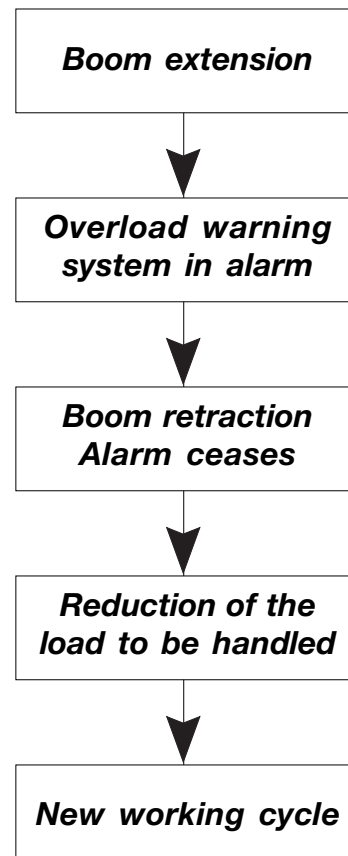 Boom extension
Overload warning
system in alarm
Boom retraction
Alarm ceases
Reduction of the
load to be handled
New working cycle